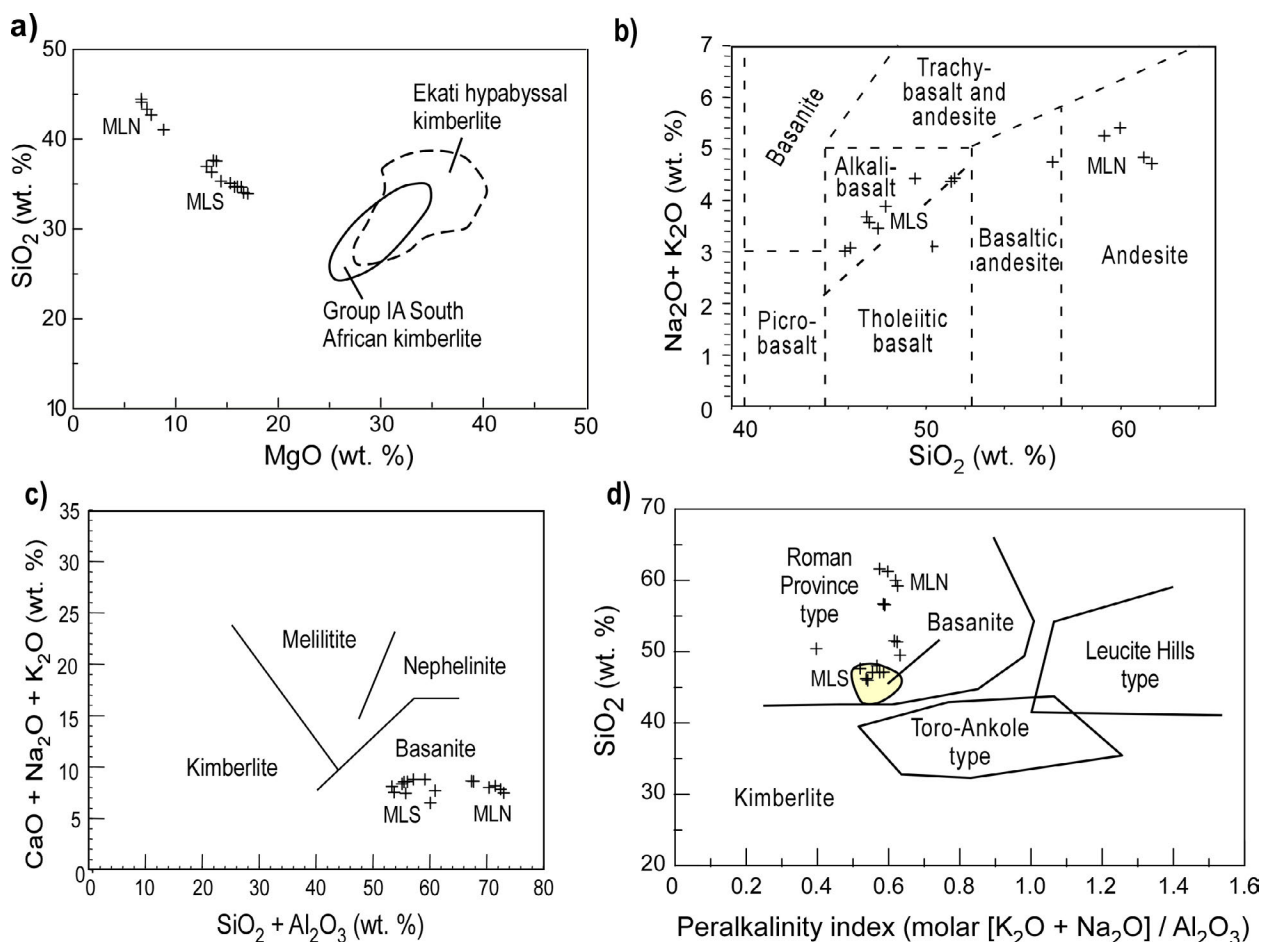 a)
50
40
30
20
10
0
10
20
30
40
50
SiO2 (wt. %)
MgO (wt. %)
MLN
MLS
Ekati hypabyssal
kimberlite
Group IA South
African kimberlite
b)
7
6
5
4
3
2
1
0
40
50
60
Na2O+ K2O (wt. %)
SiO2 (wt. %)
Basanite
Trachy-
basalt and
andesite
Alkali-
basalt
MLS
MLN
Picro-
basalt
Tholeiitic
basalt
Basaltic
andesite
Andesite
c)
35
30
25
20
15
10
5
0
0
10
20
30
40
50
60
70
80
CaO + Na2O + K2O (wt. %)
SiO2 + Al2O3 (wt. %)
Melilitite
Nephelinite
Kimberlite
Basanite
MLS
MLN
d)
70
60
50
40
30
20
0
0.2
0.4
0.6
0.8
1.0
1.2
1.4
1.6
SiO2 (wt. %)
Peralkalinity index (molar [K2O + Na2O] / Al2O3)
Roman
Province
type
MLN
Basanite
MLS
Leucite Hills
type
Toro-Ankole
type
Kimberlite